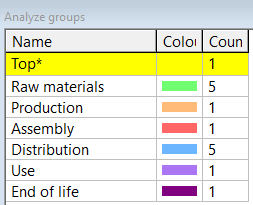 Analyze groups
Name Colo Coun
Top* 1
Raw materials 5
Production 1
Assembly 1
Distribution 5
Use 1
End of life 1